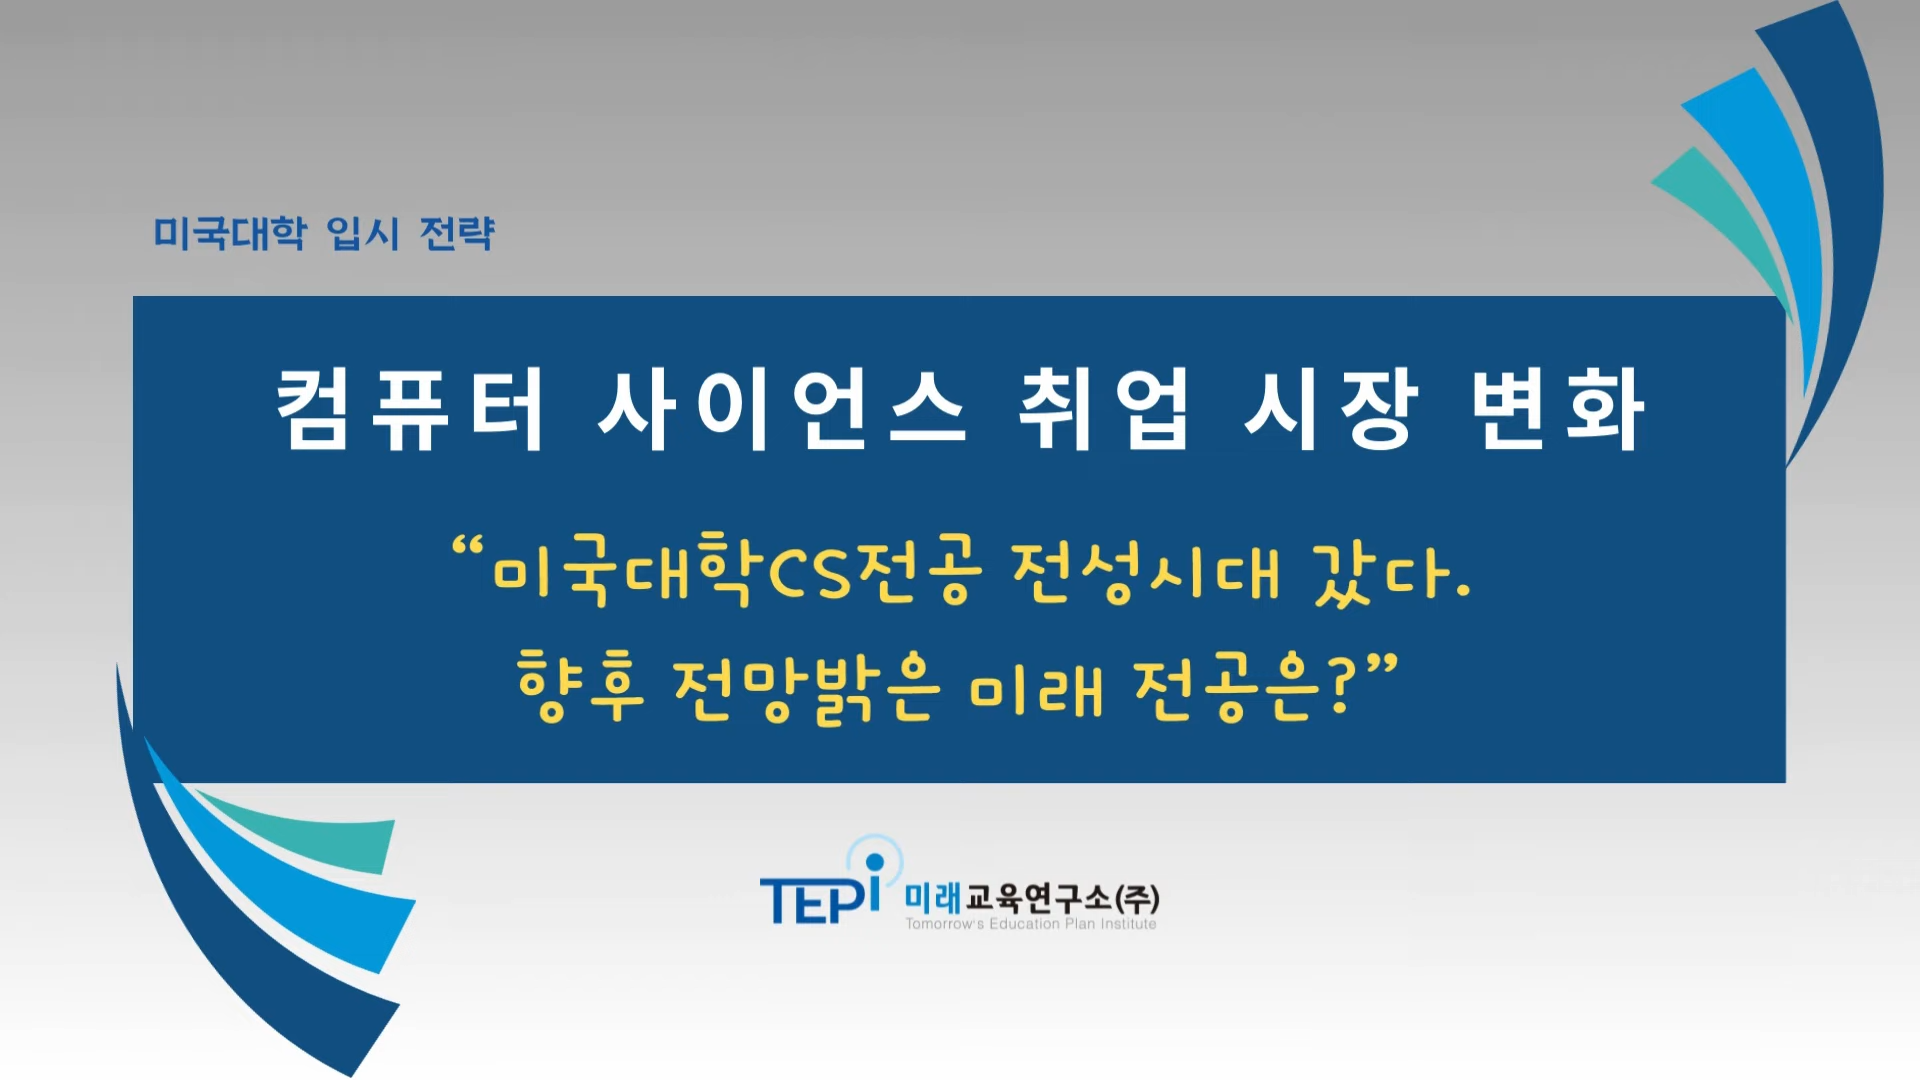 미국대학 입시 전략
컴퓨터 사이언스 취업 시장 변화
“미국대학CS전공 전성시대 갔다.
향후 전망밝은 미래 전공은?”
TEPi 미래교육연구소(주)
Tomorrow's Education Plan Institute